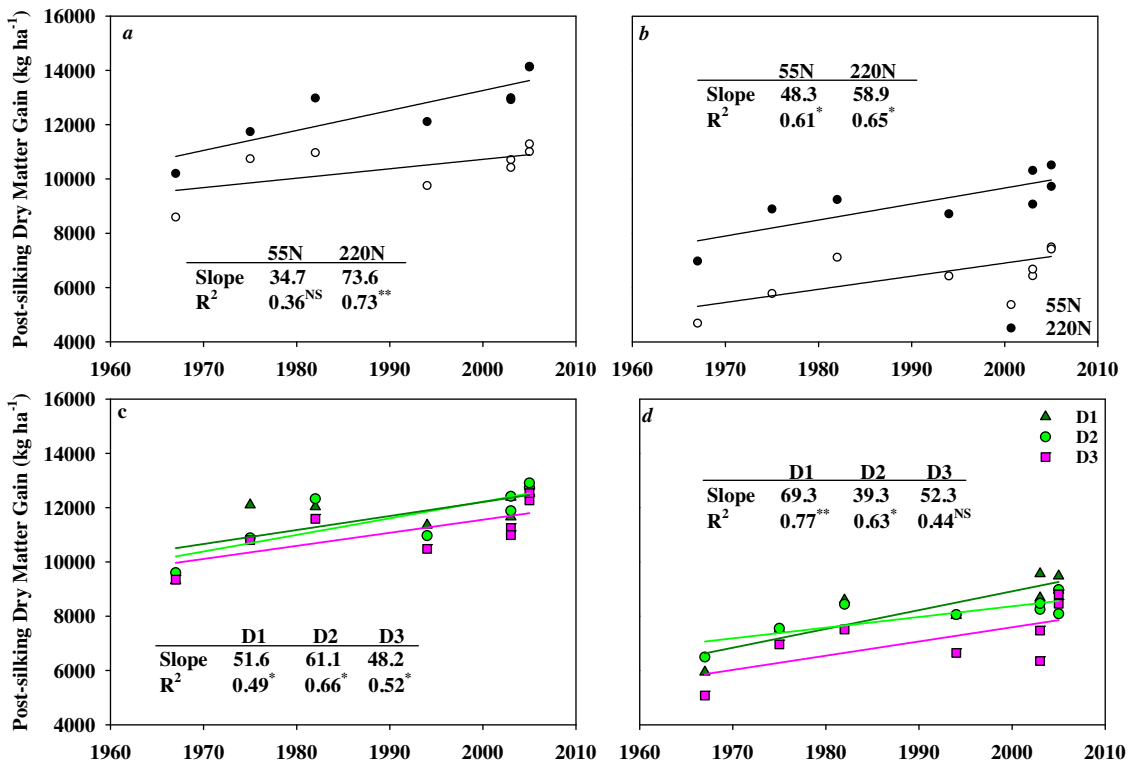 Post-silking Dry Matter Gain (kg ha⁻¹)
16000
14000
12000
10000
8000
6000
4000
a
55N 220N
Slope 34.7 73.6
R² 0.36^NS 0.73**
1960 1970 1980 1990 2000 2010
b
55N 220N
Slope 48.3 58.9
R² 0.61* 0.65*
55N
220N
1960 1970 1980 1990 2000 2010
Post-silking Dry Matter Gain (kg ha⁻¹)
16000
14000
12000
10000
8000
6000
4000
c
D1 D2 D3
Slope 51.6 61.1 48.2
R² 0.49* 0.66* 0.52*
1960 1970 1980 1990 2000 2010
d
D1
D2
D3
D1 D2 D3
Slope 69.3 39.3 52.3
R² 0.77** 0.63* 0.44^NS
1960 1970 1980 1990 2000 2010